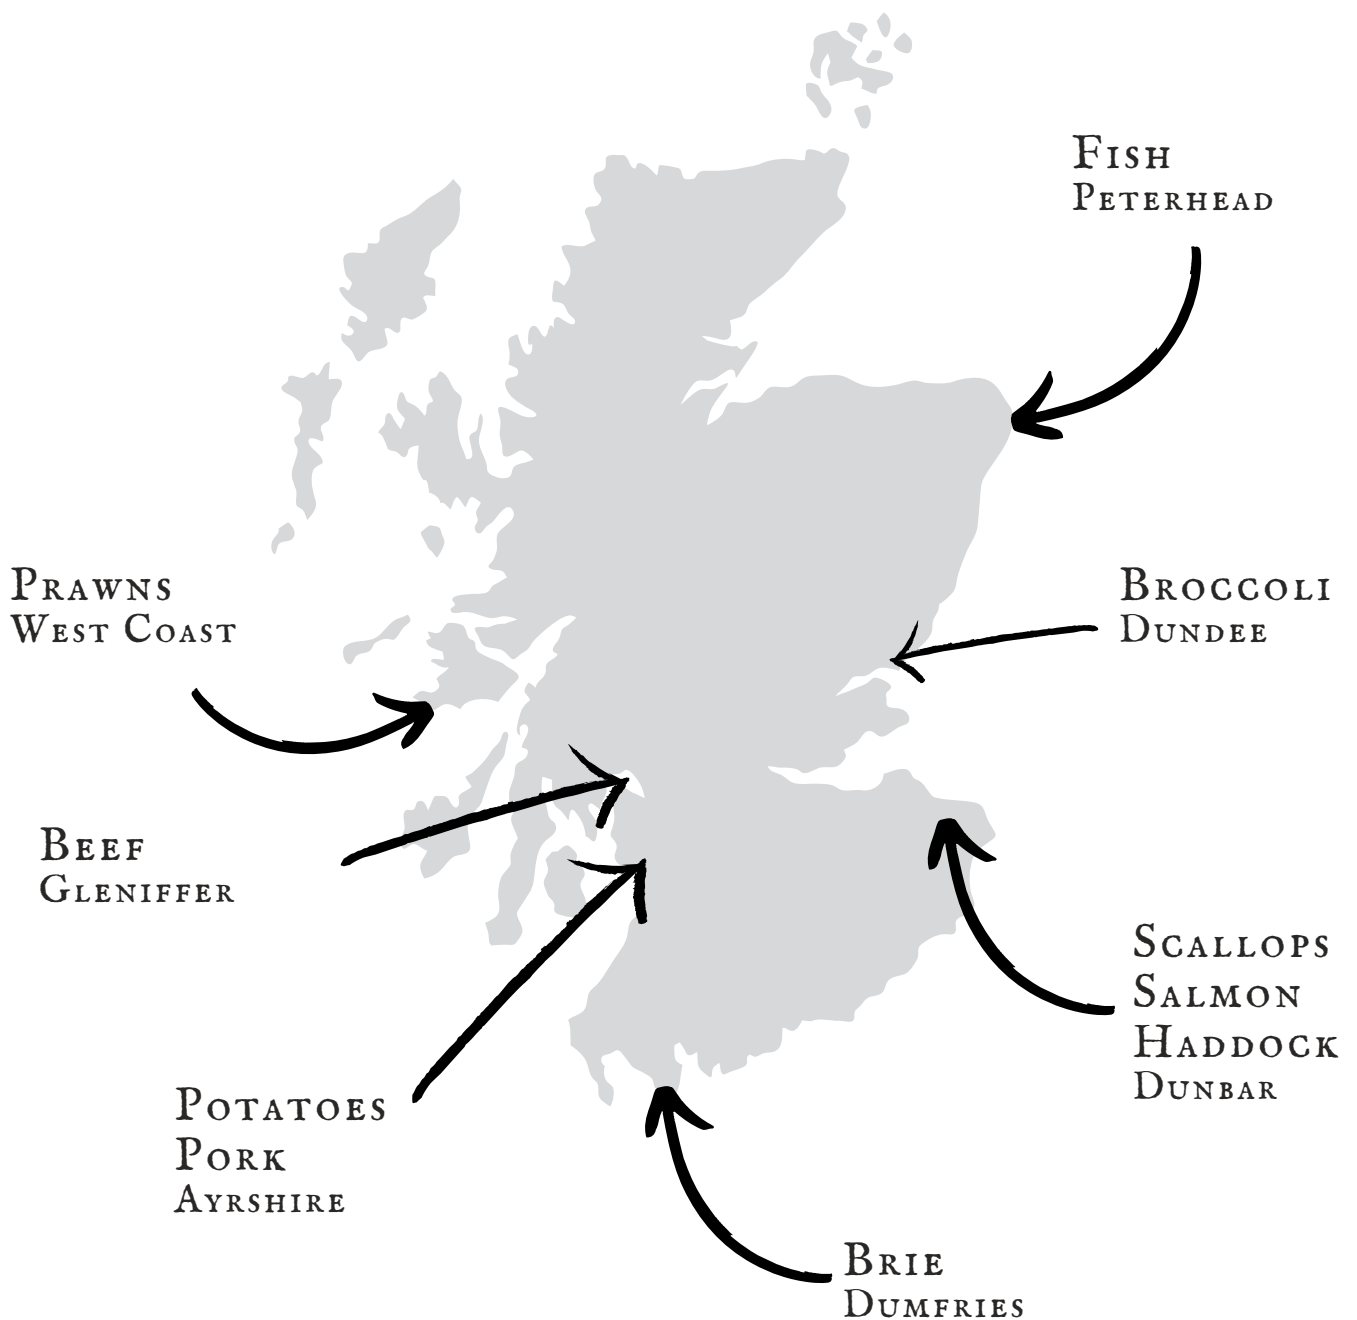 Fish
Peterhead
Prawns
West Coast
Broccoli
Dundee
Beef
Gleniffer
Scallops
Salmon
Haddock
Dunbar
Potatoes
Pork
Ayrshire
Brie
Dumfries